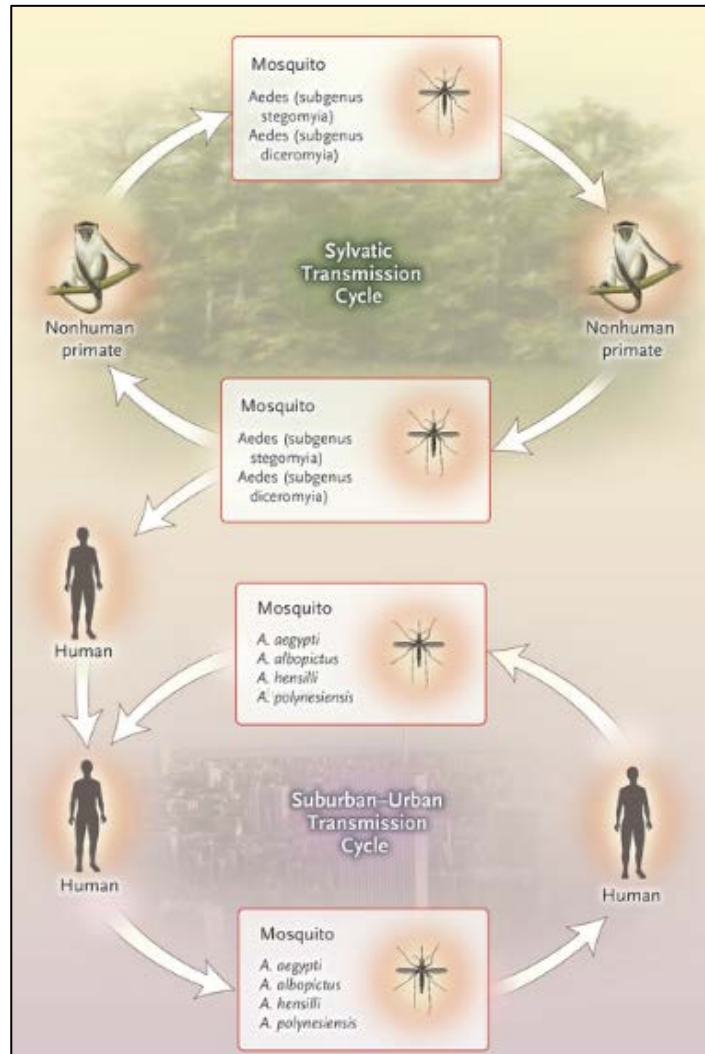 Mosquito
Aedes (subgenus
stegomyia)
Aedes (subgenus
diceromyia)
Sylvatic
Transmission
Cycle
Nonhuman
primate
Nonhuman
primate
Mosquito
Aedes (subgenus
stegomyia)
Aedes (subgenus
diceromyia)
Human
Mosquito
A. aegypti
A. albopictus
A. hensilli
A. polynesiensis
Human
Suburban–Urban
Transmission
Cycle
Human
Mosquito
A. aegypti
A. albopictus
A. hensilli
A. polynesiensis